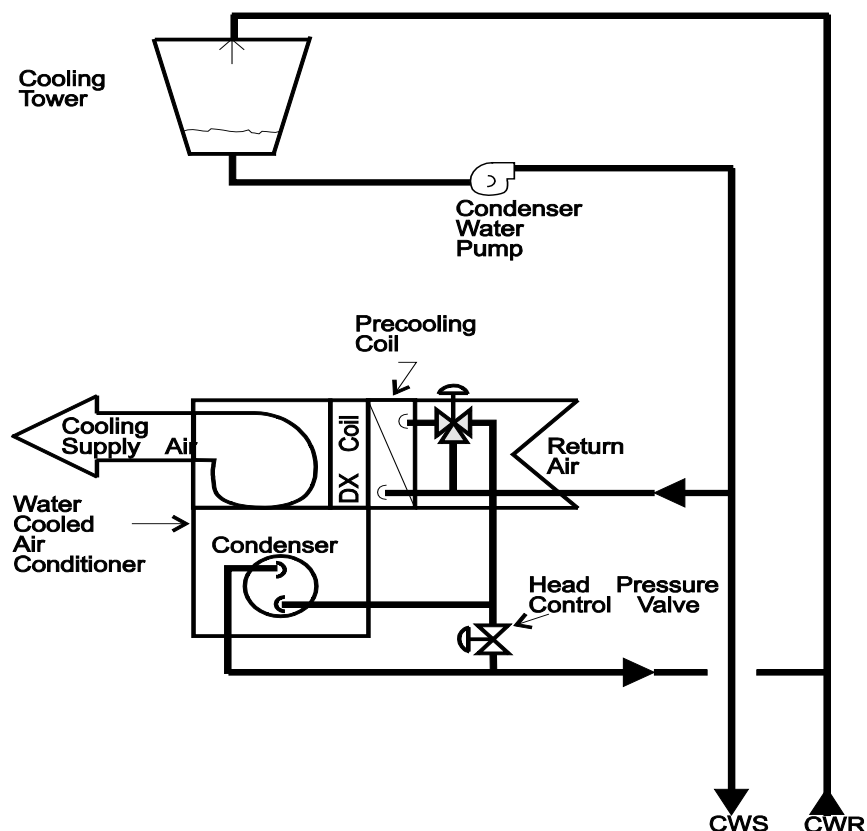 Cooling
Tower
Condenser
Water
Pump
Precooling
Coil
Cooling
Supply Air
DX Coil
Return
Air
Water
Cooled
Air
Conditioner
Condenser
Head Pressure
Control Valve
CWS
CWR